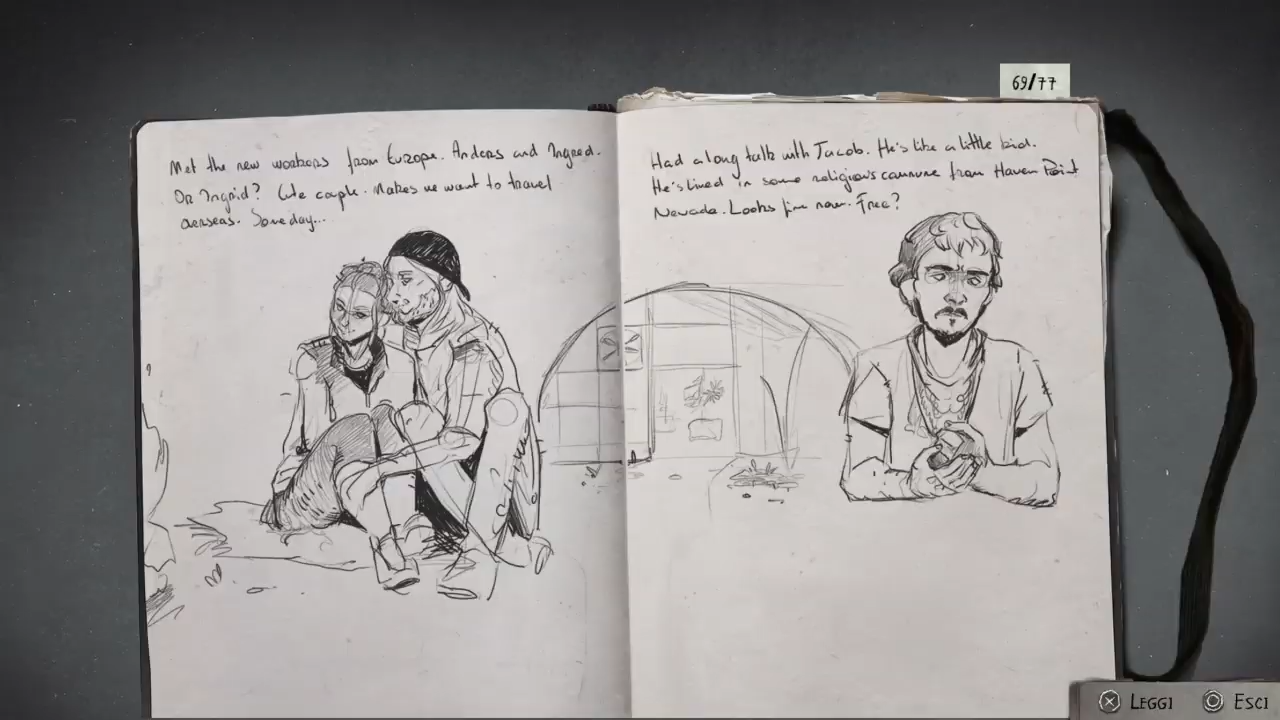 69/77
Met the new workers from Europe. Anders and Ingred.
Or Ingrid? Cute couple. Makes me want to travel
overseas. Someday...
Had a long talk with Jacob. He's like a little kid.
He's lived in some religious commune from Haven Point
Nevada. Looks fine now. Free?
LEGGI
ESCI